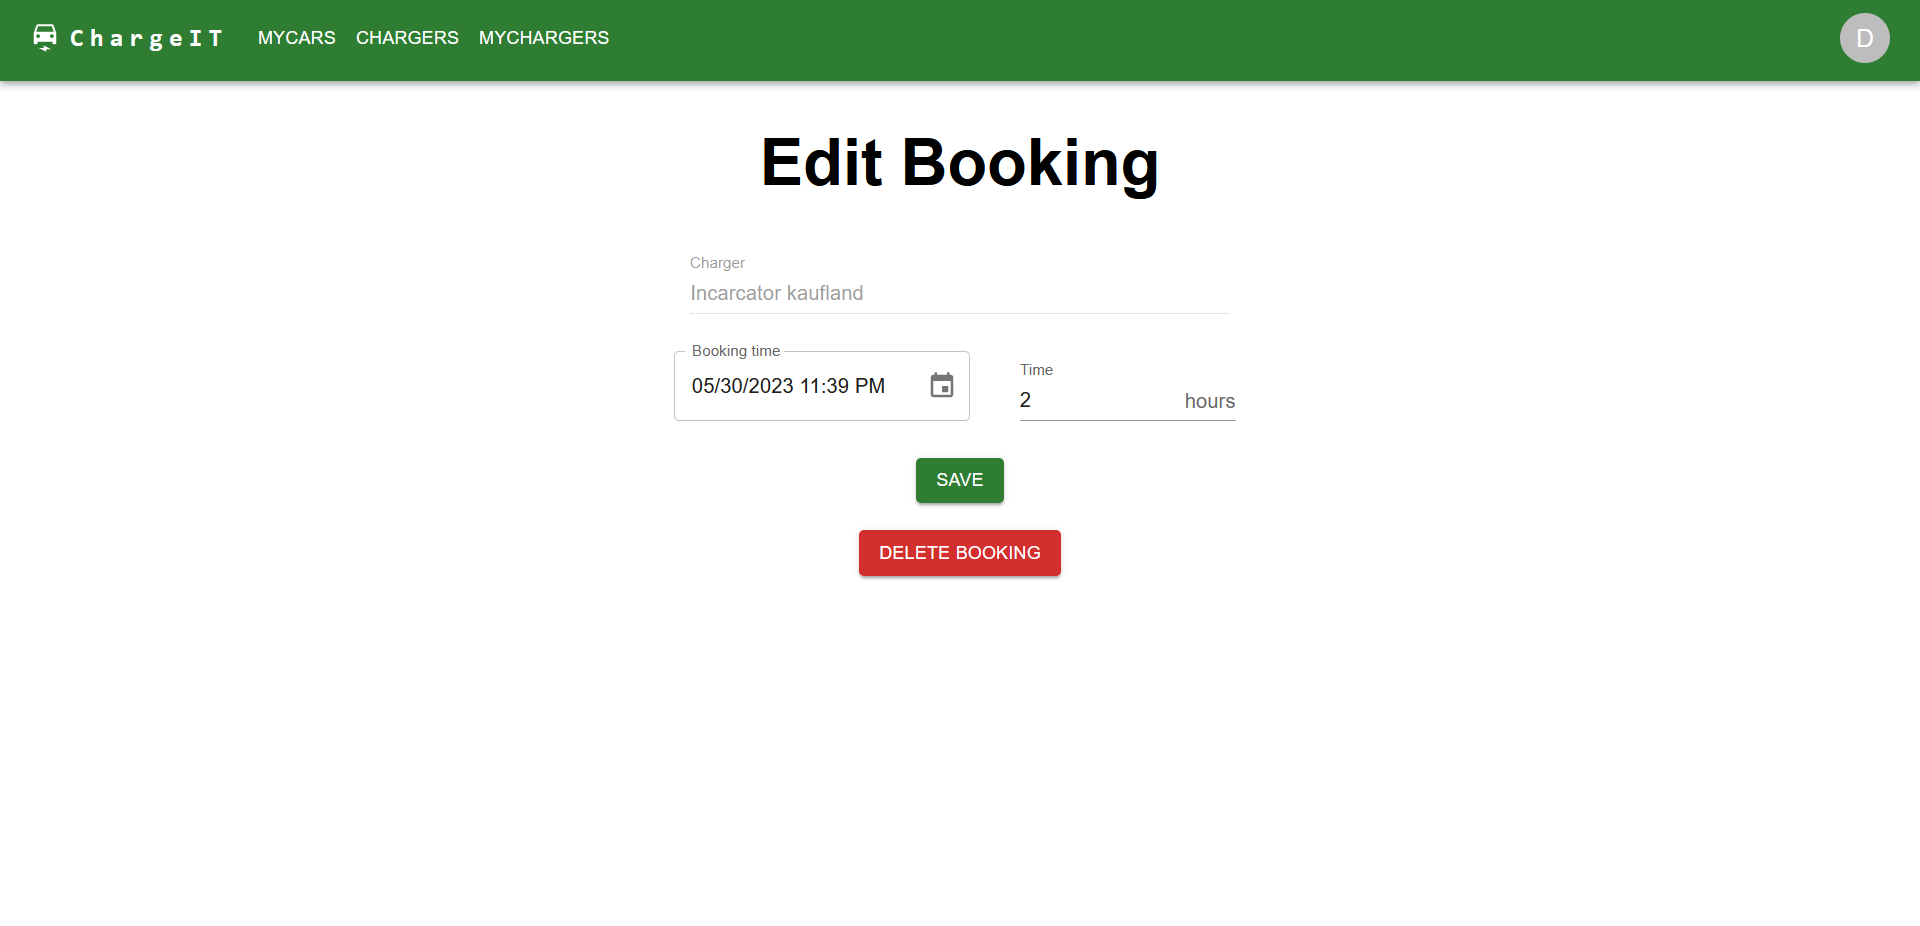 ChargeIT MYCARS CHARGERS MYCHARGERS D
Edit Booking
Charger
Incarcator kaufland
Booking time
05/30/2023 11:39 PM
Time
2 hours
SAVE
DELETE BOOKING